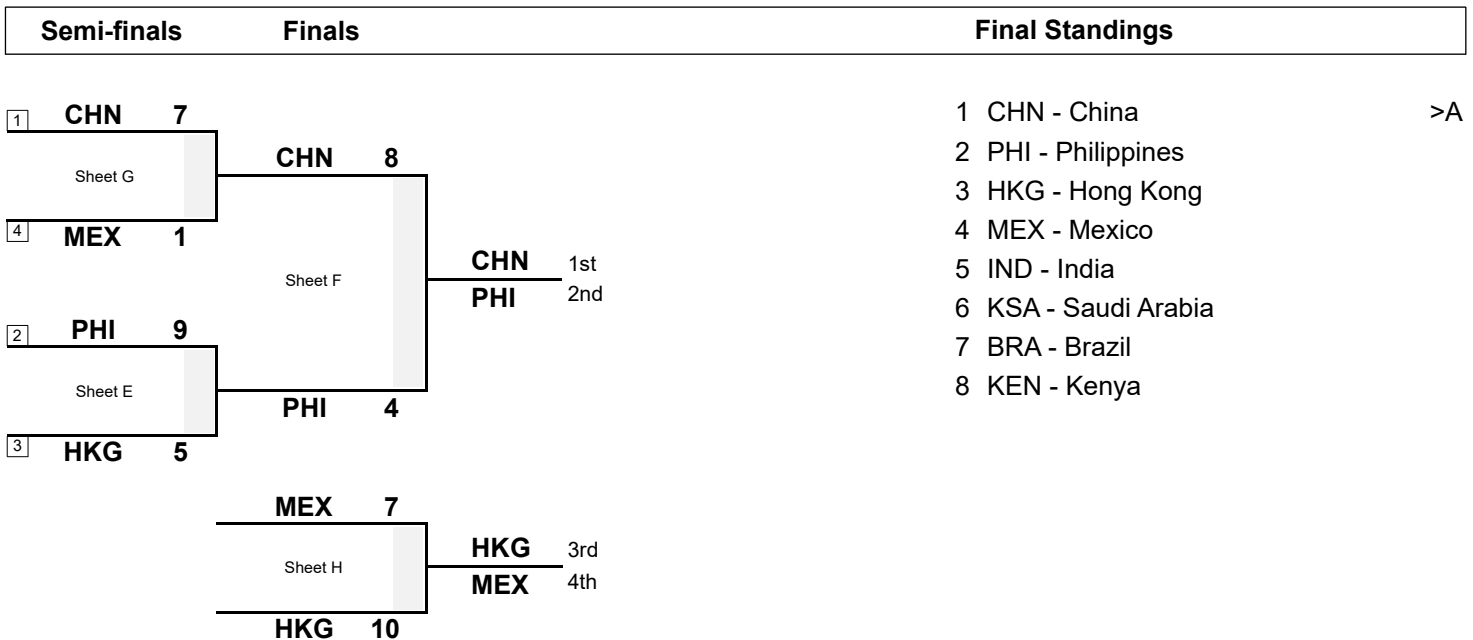 Semi-finals Finals Final Standings
1 CHN 7
Sheet G
4 MEX 1
CHN 8
Sheet F
PHI 4
CHN 1st
PHI 2nd
2 PHI 9
Sheet E
3 HKG 5
MEX 7
Sheet H
HKG 10
HKG 3rd
MEX 4th
1 CHN - China >A
2 PHI - Philippines
3 HKG - Hong Kong
4 MEX - Mexico
5 IND - India
6 KSA - Saudi Arabia
7 BRA - Brazil
8 KEN - Kenya